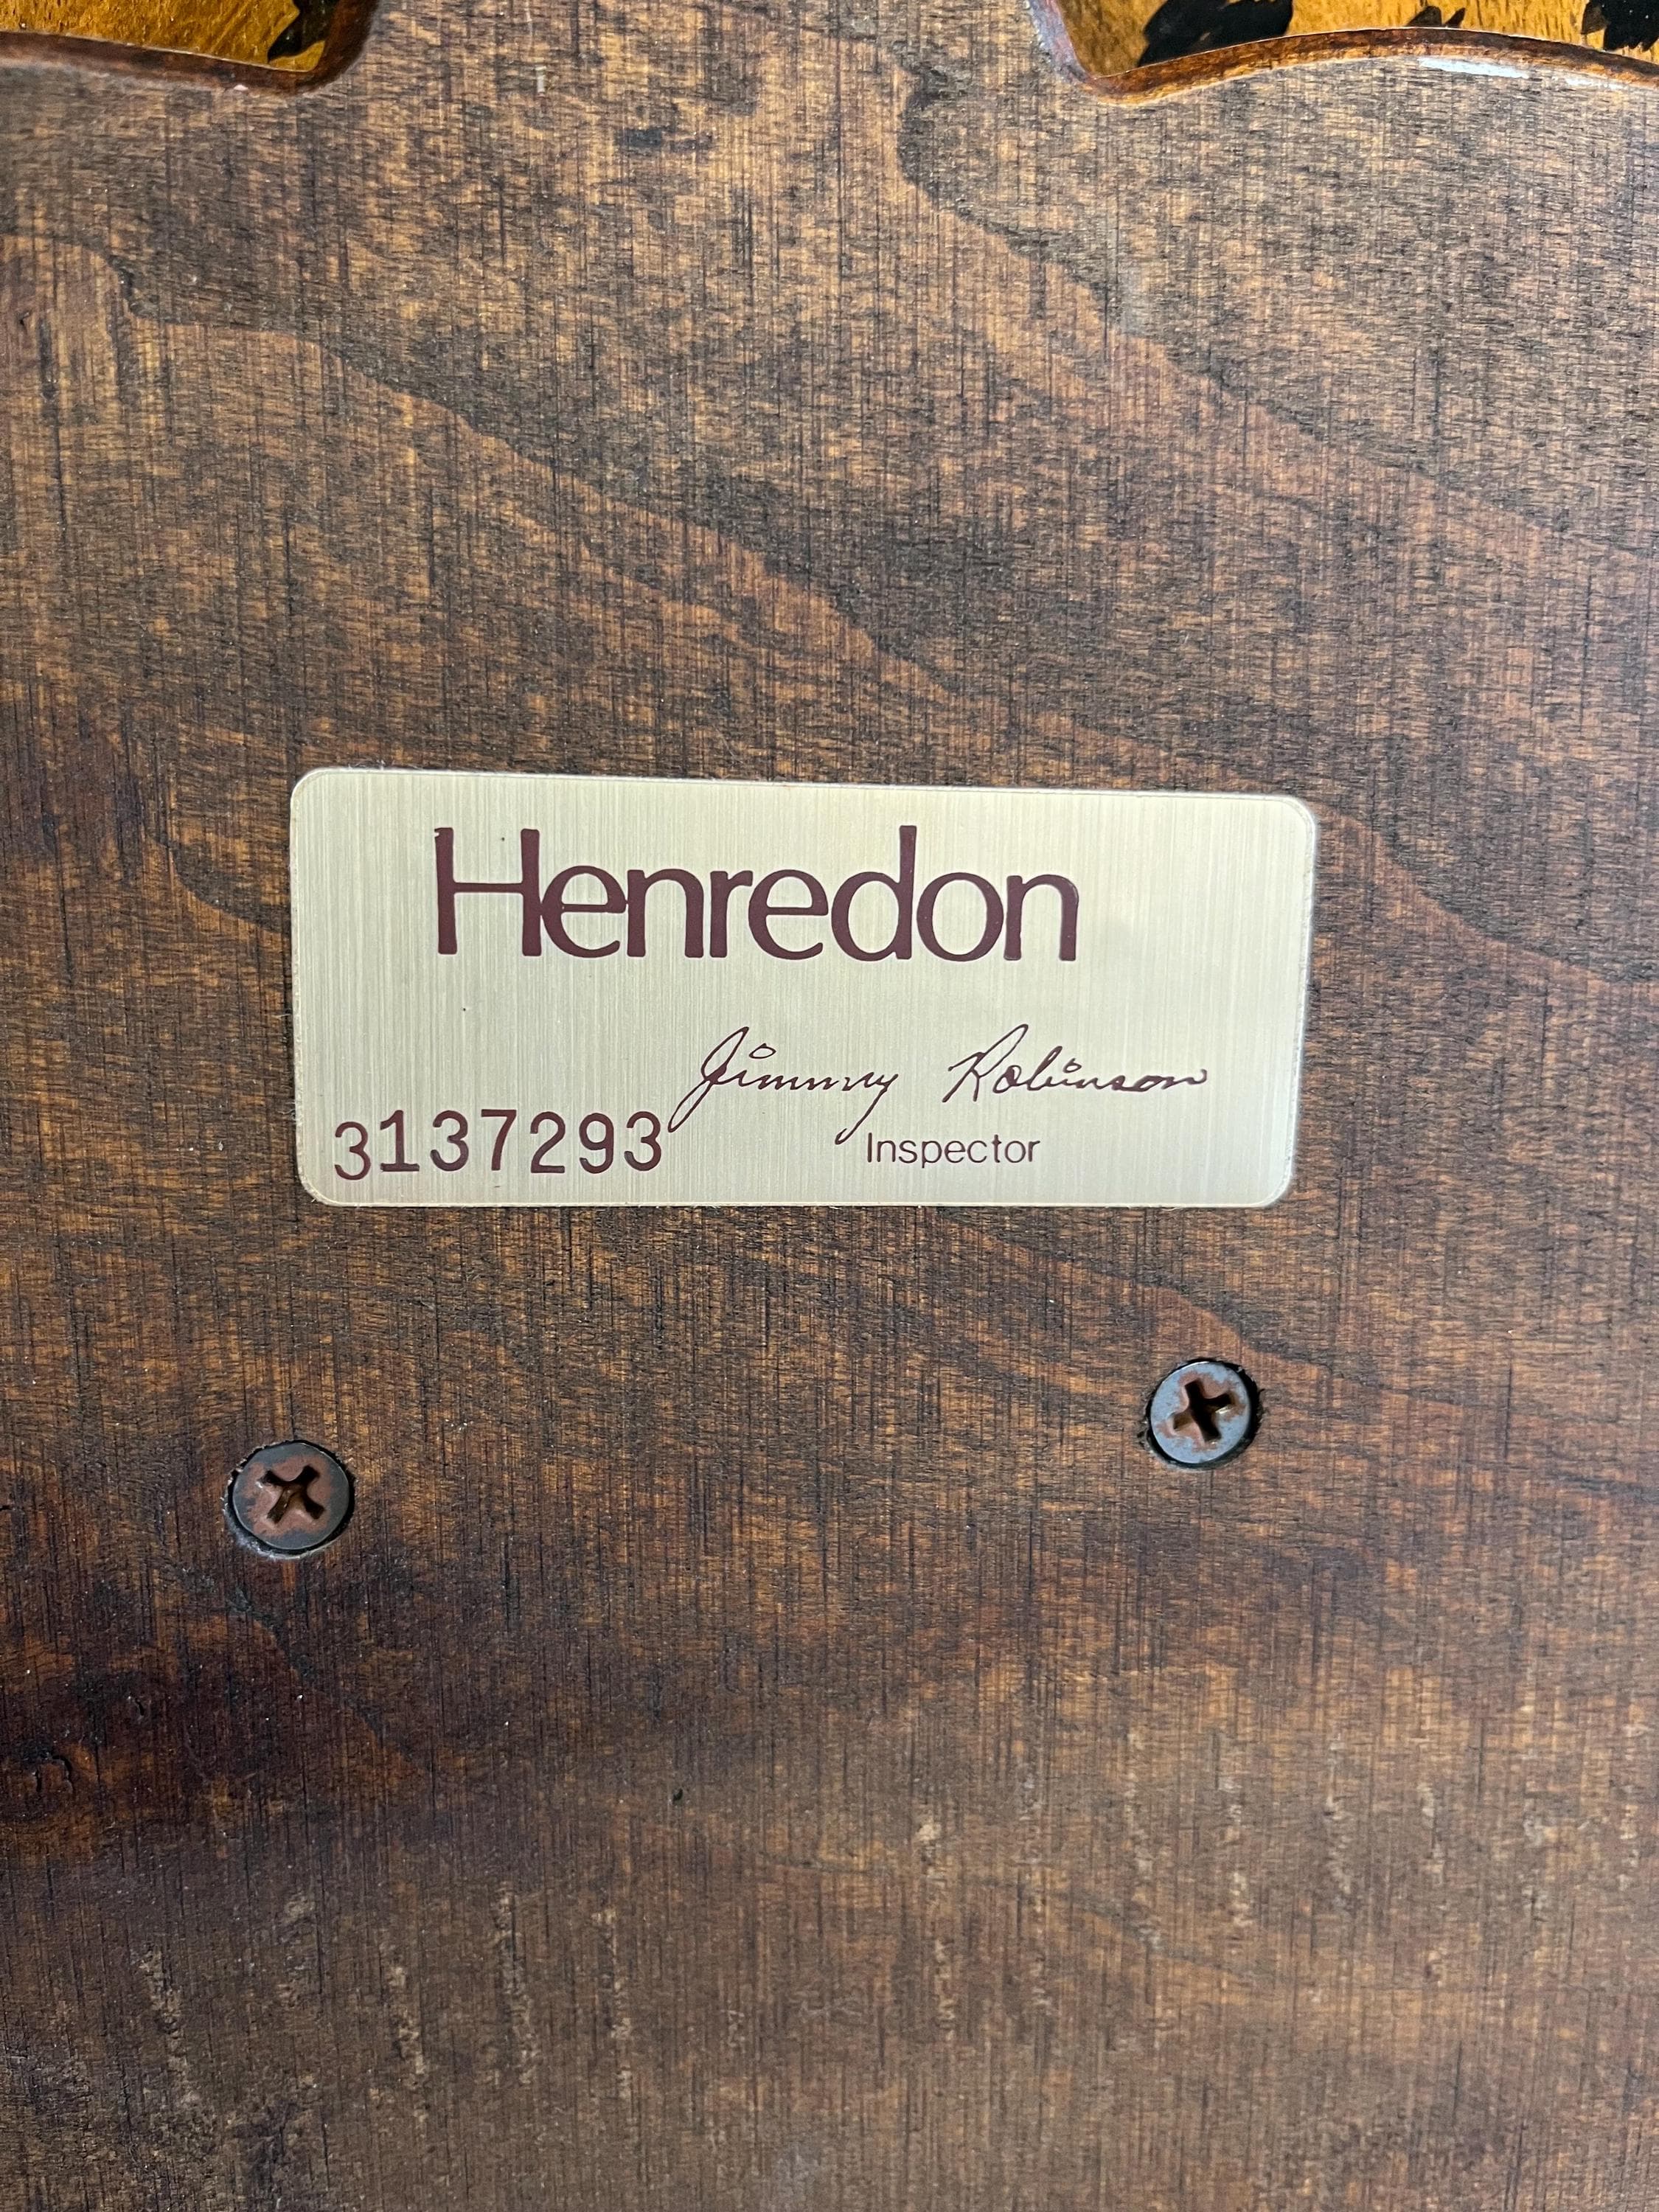 Henredon
Jimmy Robinson
3137293
Inspector